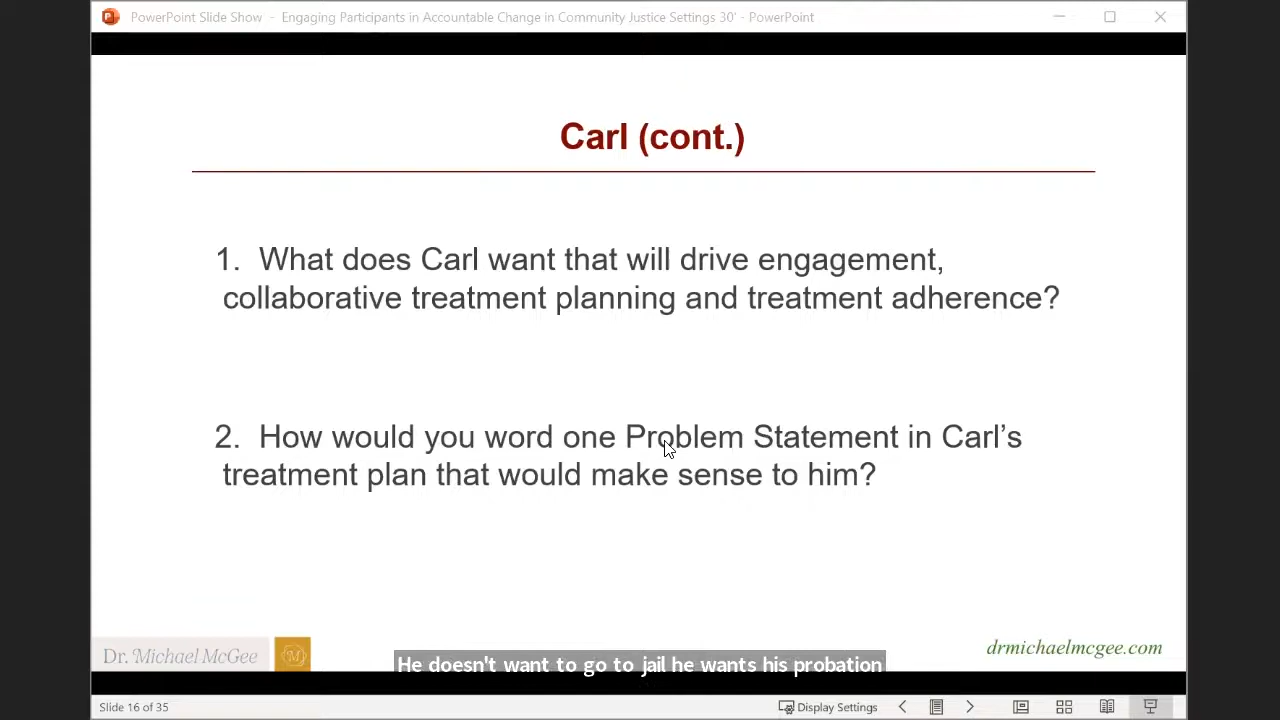 PowerPoint Slide Show - Engaging Participants in Accountable Change in Community Justice Settings 30' - PowerPoint
Carl (cont.)
1. What does Carl want that will drive engagement,
collaborative treatment planning and treatment adherence?
2. How would you word one Problem Statement in Carl's
treatment plan that would make sense to him?
Dr. Michael McGee
M
drmichaelmcgee.com
He doesn't want to go to jail he wants his probation
Slide 16 of 35
Display Settings